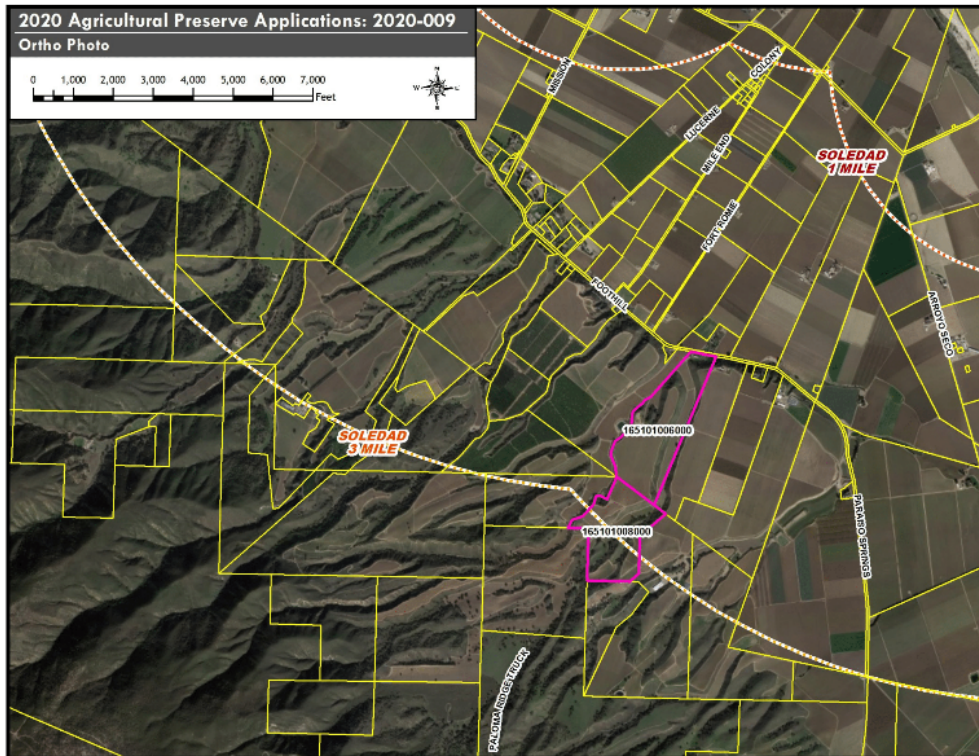 2020 Agricultural Preserve Applications: 2020-009
Ortho Photo
0 1,000 2,000 3,000 4,000 5,000 6,000 7,000
Feet
N
W E
S
MISSION
COLONY
LUCERNE
MILE END
FORT ROMIE
SOLEDAD
1 MILE
FOOTHILL
ARROYO SECO
165101006000
SOLEDAD
3 MILE
165101008000
PARAISO SPRINGS
PALOMA RIDGE TRUCK